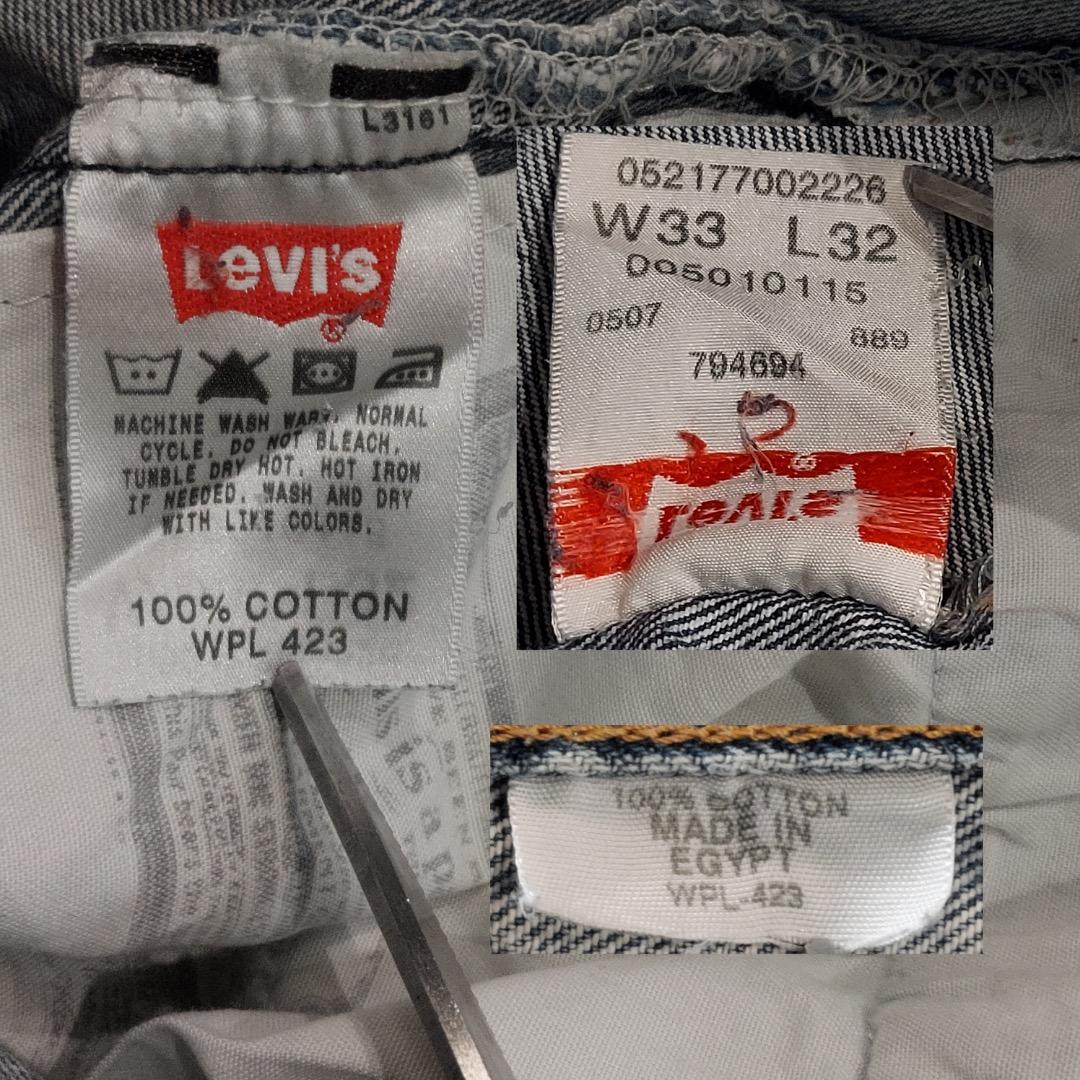 L3161
Levi's
MACHINE WASH WARM, NORMAL
CYCLE. DO NOT BLEACH.
TUMBLE DRY HOT. HOT IRON
IF NEEDED. WASH AND DRY
WITH LIKE COLORS.
100% COTTON
WPL 423
052177002226
W33 L32
D05010115
0507 889
794694
Levi's
100% COTTON
MADE IN
EGYPT
WPL-423